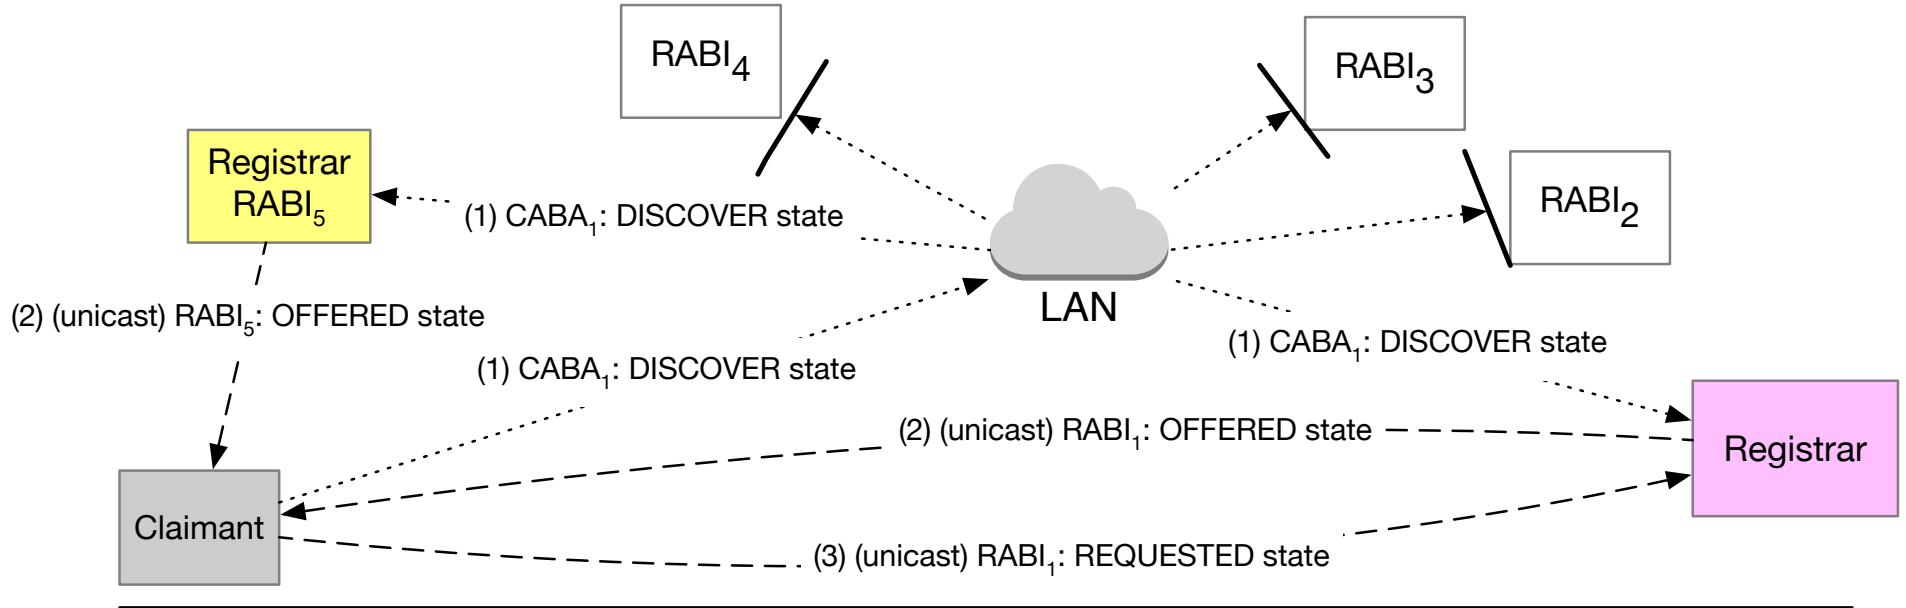 RABI₄
RABI₃
Registrar
RABI₅
RABI₂
(1) CABA₁: DISCOVER state
LAN
(2) (unicast) RABI₅: OFFERED state
(1) CABA₁: DISCOVER state
(1) CABA₁: DISCOVER state
(2) (unicast) RABI₁: OFFERED state
Registrar
Claimant
(3) (unicast) RABI₁: REQUESTED state